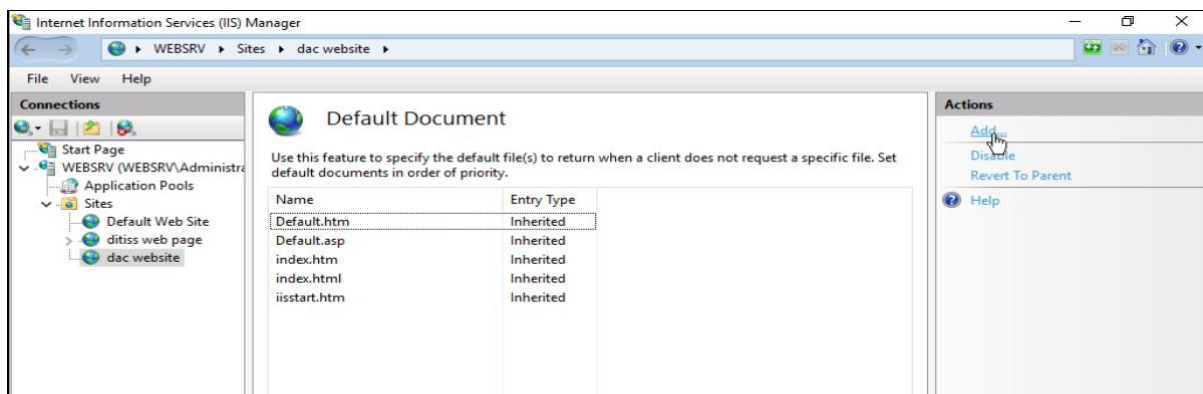 Internet Information Services (IIS) Manager
WEBSRV ▸ Sites ▸ dac website ▸
File View Help
Connections
Start Page
WEBSRV (WEBSRV\Administra
Application Pools
Sites
Default Web Site
ditiss web page
dac website
Default Document
Use this feature to specify the default file(s) to return when a client does not request a specific file. Set
default documents in order of priority.
Name Entry Type
Default.htm Inherited
Default.asp Inherited
index.htm Inherited
index.html Inherited
iisstart.htm Inherited
Actions
Add...
Disable
Revert To Parent
Help